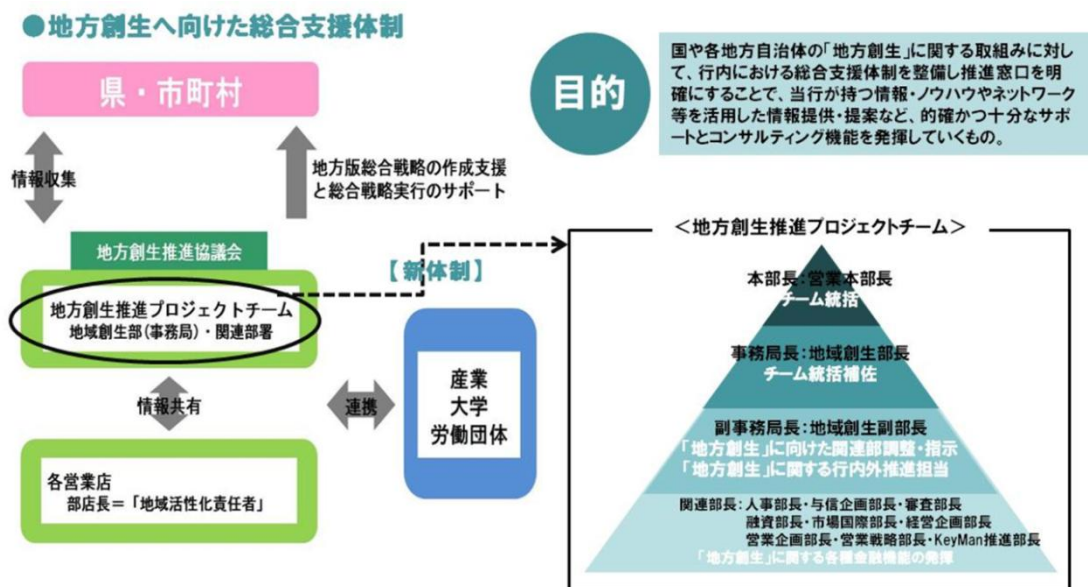 ●地方創生へ向けた総合支援体制
県・市町村
目的
国や各地方自治体の「地方創生」に関する取組みに対し
て、行内における総合支援体制を整備し推進窓口を明
確にすることで、当行が持つ情報・ノウハウやネットワーク
等を活用した情報提供・提案など、的確かつ十分なサポ
ートとコンサルティング機能を発揮していくもの。
情報収集
地方版総合戦略の作成支援
と総合戦略実行のサポート
地方創生推進協議会
【新体制】
地方創生推進プロジェクトチーム
地域創生部(事務局)・関連部署
情報共有
連携
産業
大学
労働団体
各営業店
部店長=「地域活性化責任者」
<地方創生推進プロジェクトチーム>
本部長:営業本部長
チーム統括
事務局長:地域創生部長
チーム統括補佐
副事務局長:地域創生副部長
「地方創生」に向けた関連部調整・指示
「地方創生」に関する行内外推進担当
関連部長:人事部長・与信企画部長・審査部長
融資部長・市場国際部長・経営企画部長
営業企画部長・営業戦略部長・KeyMan推進部長
「地方創生」に関する各種金融機能の発揮